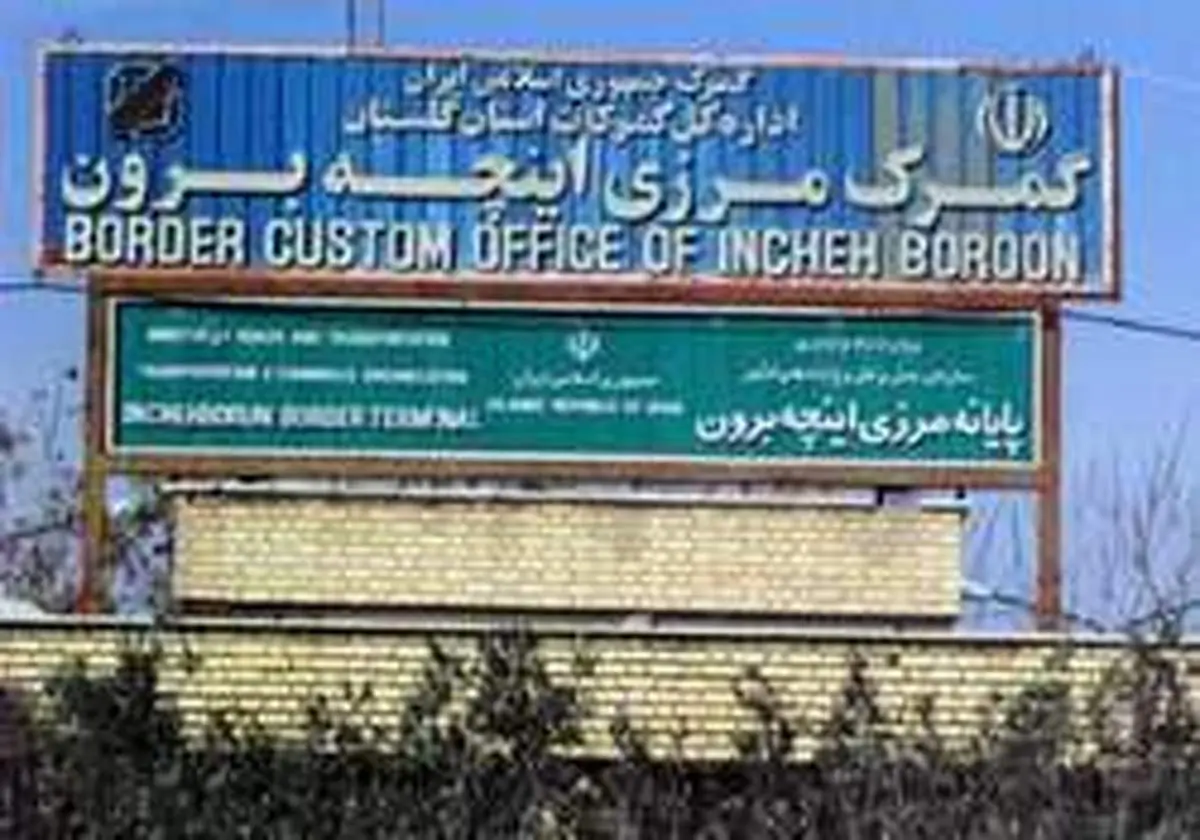 گمرک جمهوری اسلامی ایران
اداره کل گمرکات استان گلستان
گمرک مرزی اینچه برون
BORDER CUSTOM OFFICE OF INCHEH BOROON
جمهوری اسلامی ایران
ISLAMIC REPUBLIC OF IRAN
پایانه مرزی اینچه برون
BORDER TERMINAL